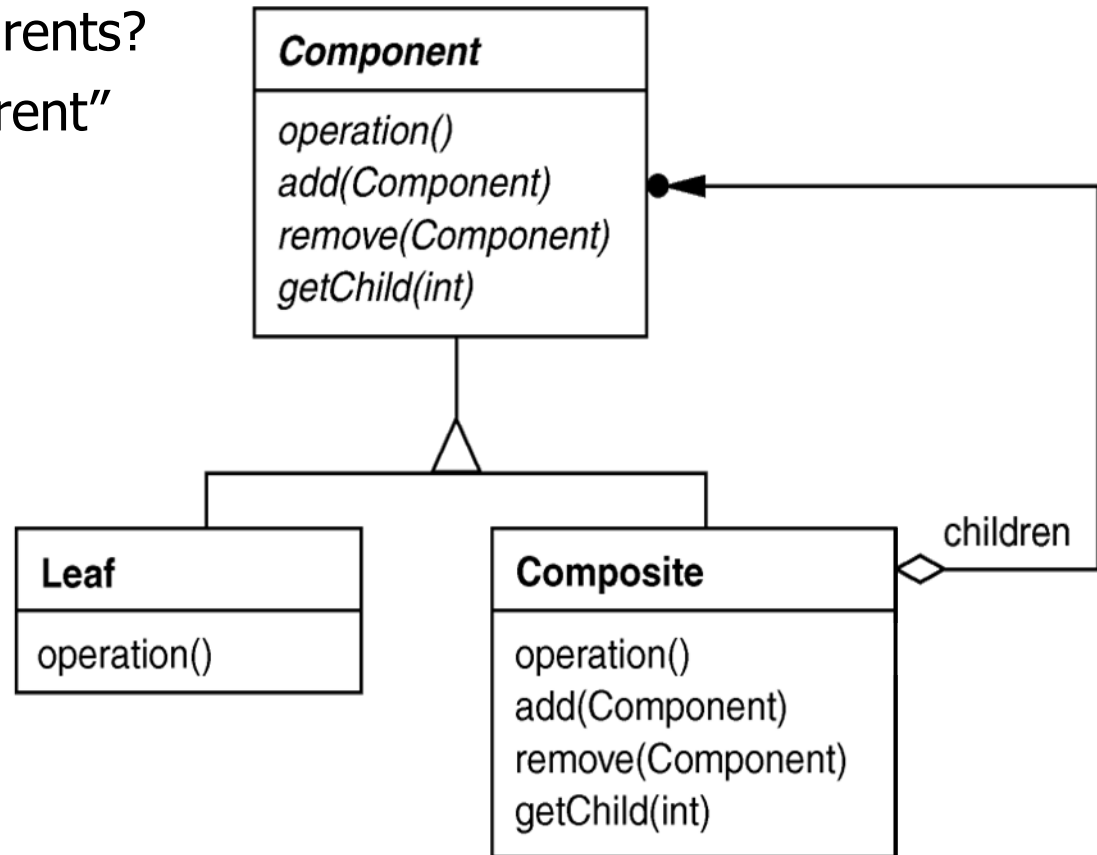 rents?
rent”
Component
operation()
add(Component)
remove(Component)
getChild(int)
Leaf
operation()
Composite
operation()
add(Component)
remove(Component)
getChild(int)
children